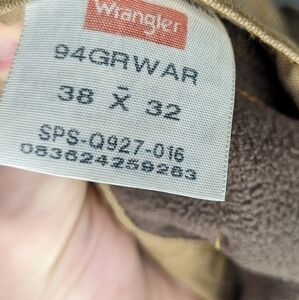 Wrangler
94GRWAR
38 X̄ 32
SPS-Q927-016
083624259283